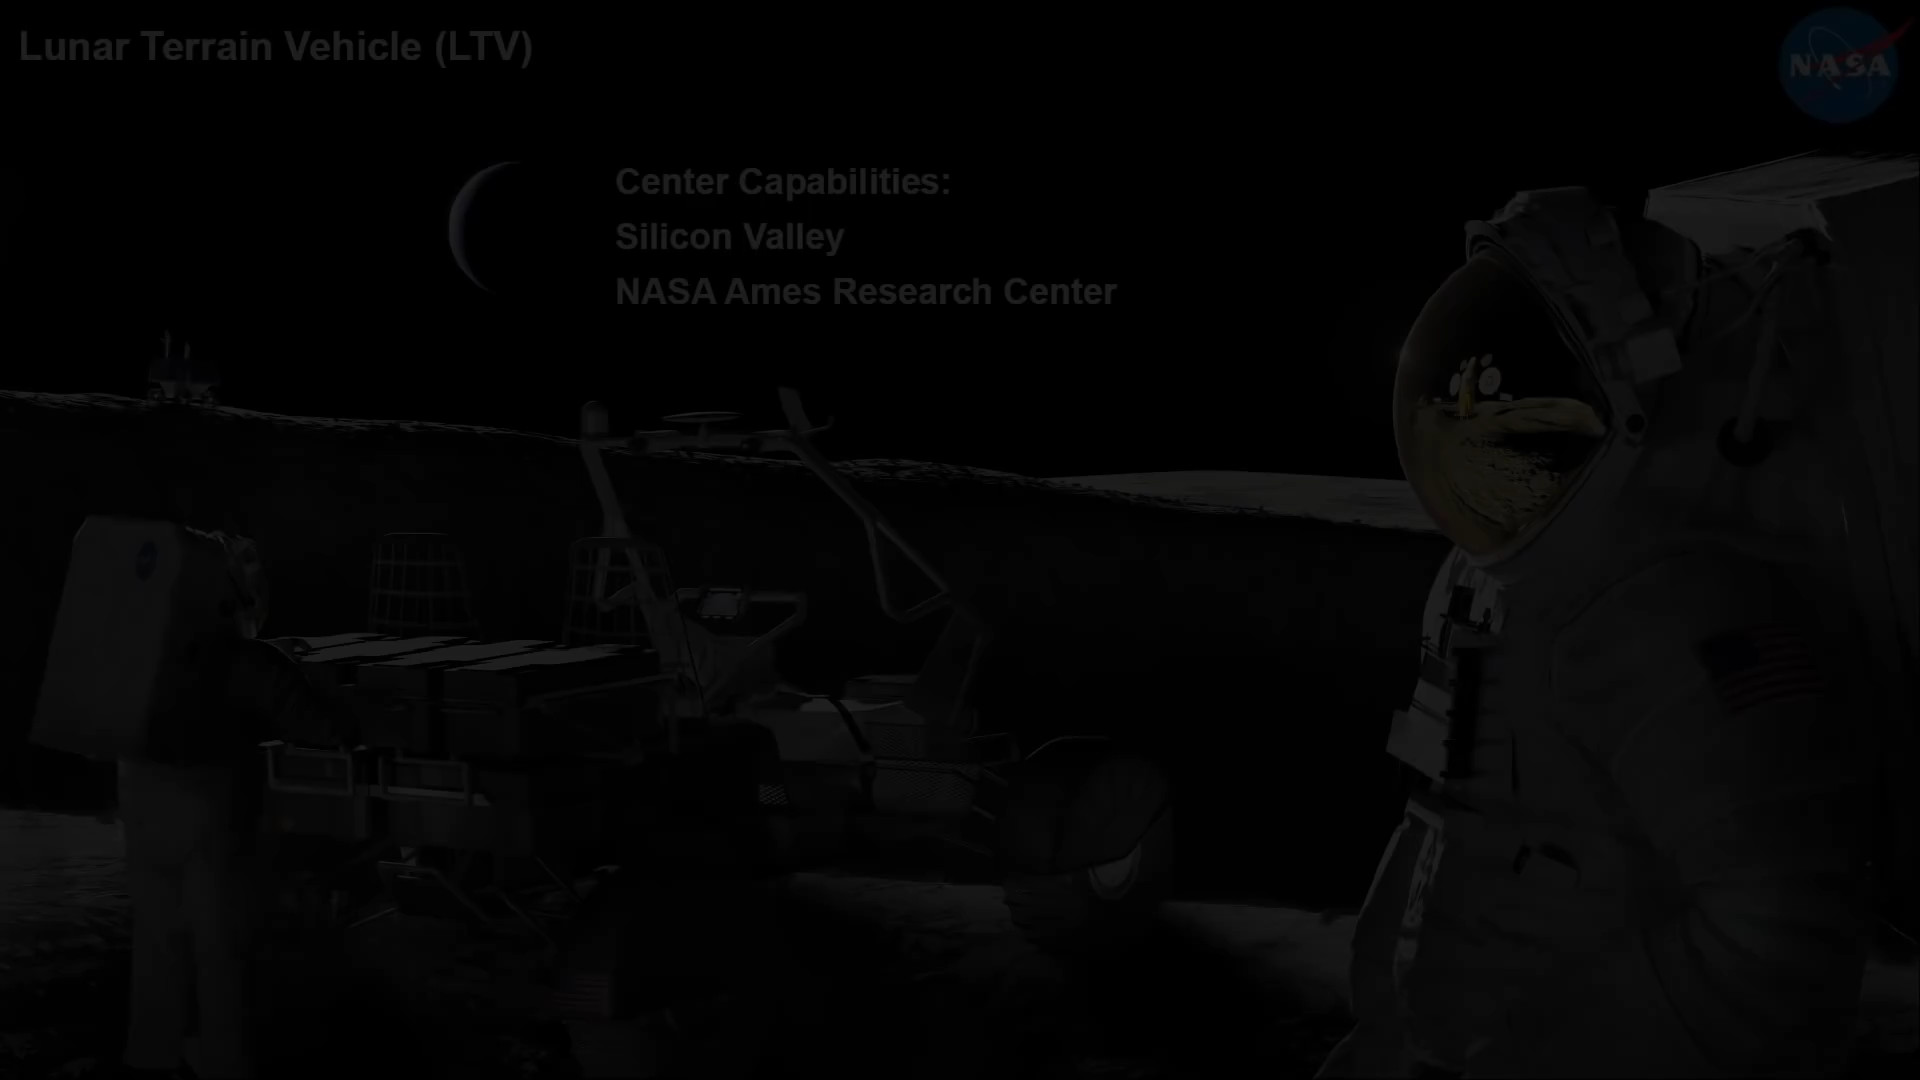 Lunar Terrain Vehicle (LTV)
NASA
Center Capabilities:
Silicon Valley
NASA Ames Research Center